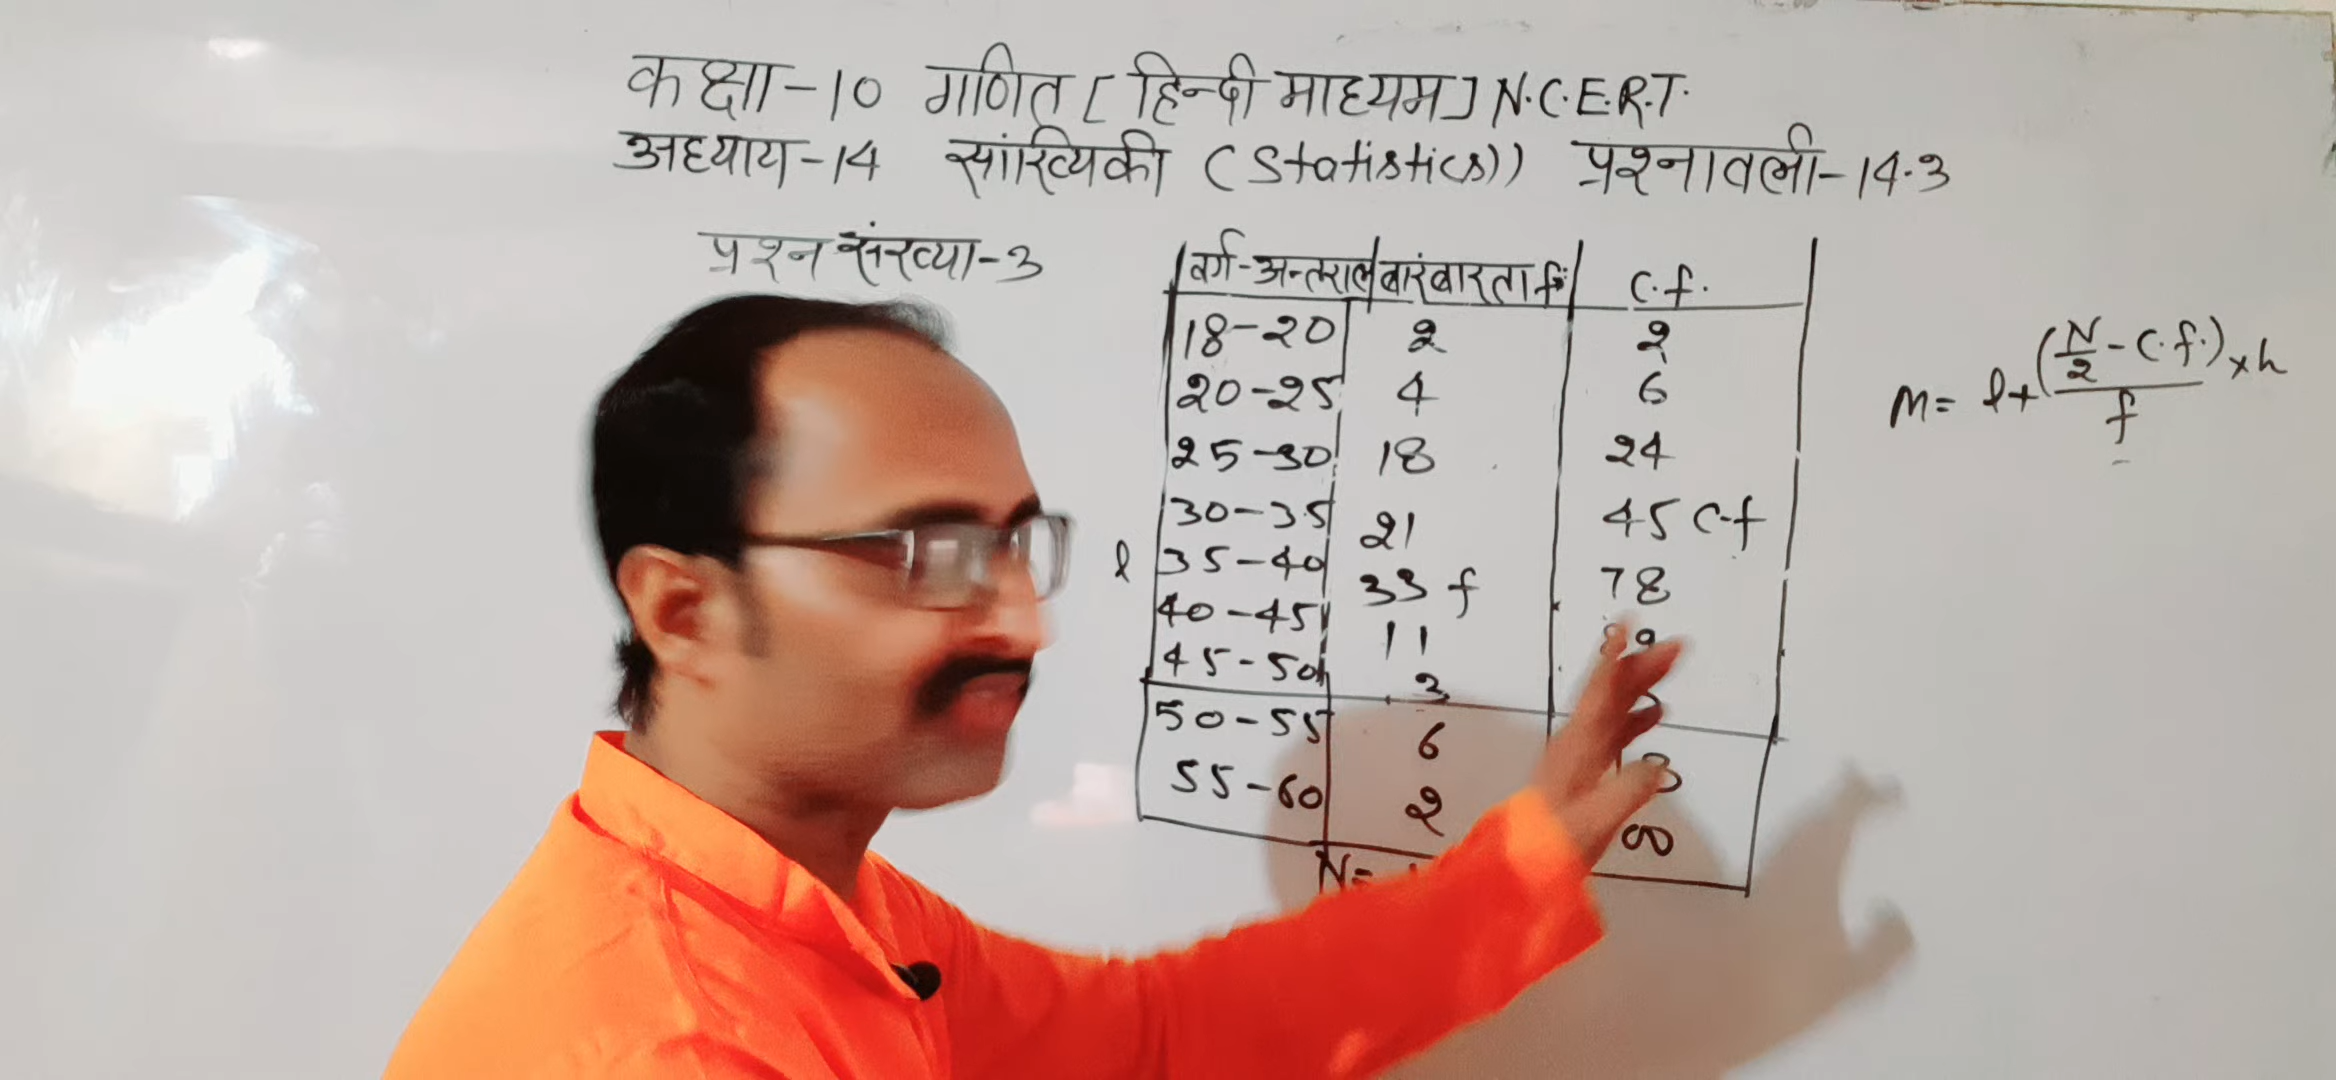 कक्षा-10 गणित [हिन्दी माध्यम] N.C.E.R.T.
अध्याय-14 सांख्यिकी (Statistics)) प्रश्नावली-14.3
प्रश्न संख्या-3
वर्ग-अन्तराल बारंबारता fi C.f.
18-20 2 2
20-25 4 6
25-30 18 24
30-35 21 45 C.f
l 35-40 33 f 78
40-45 11 89
45-50 3
50-55 6
55-60 2
N=
M= l+(N/2 - C.f.)/f ×h